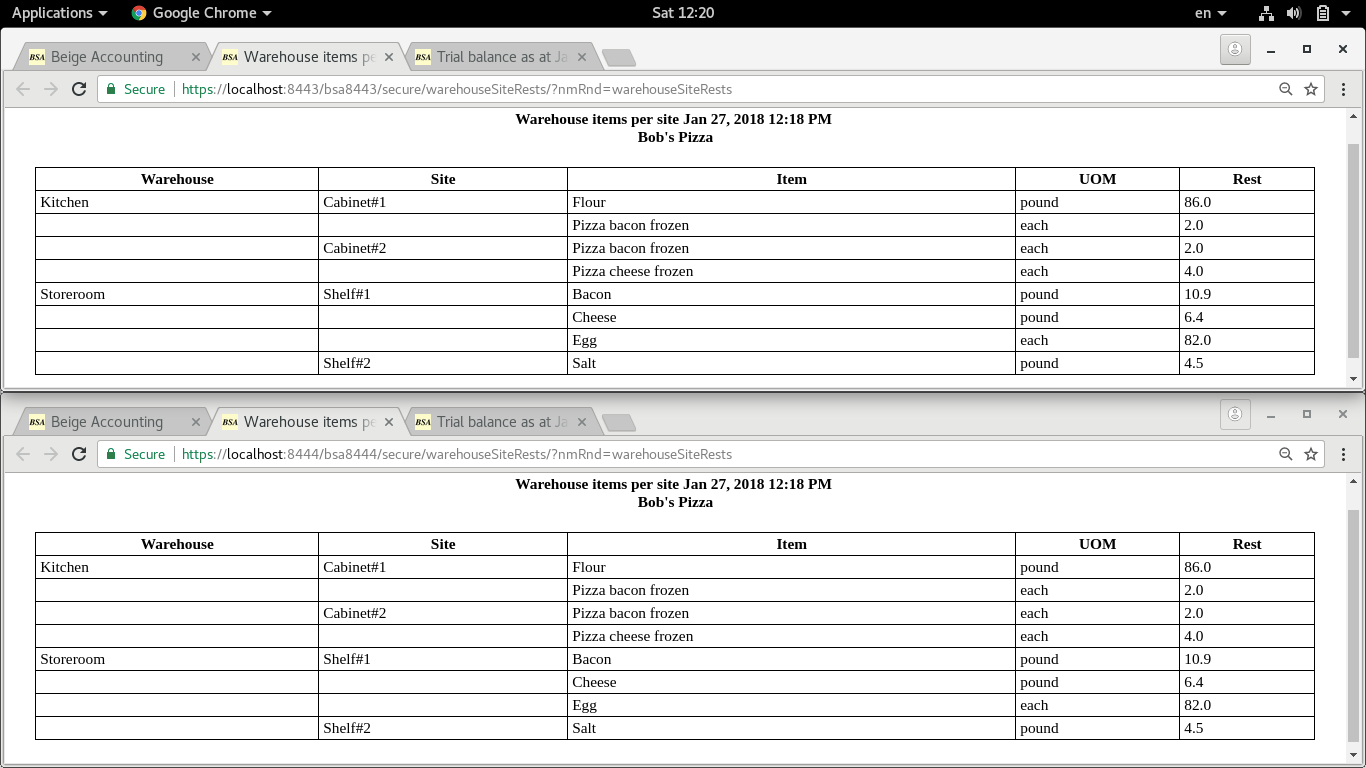 Applications Google Chrome Sat 12:20 en
BSA Beige Accounting BSA Warehouse items pe BSA Trial balance as at Ja
Secure https://localhost:8443/bsa8443/secure/warehouseSiteRests/?nmRnd=warehouseSiteRests
Warehouse items per site Jan 27, 2018 12:18 PM
Bob's Pizza
Warehouse Site Item UOM Rest
Kitchen Cabinet#1 Flour pound 86.0
Pizza bacon frozen each 2.0
Cabinet#2 Pizza bacon frozen each 2.0
Pizza cheese frozen each 4.0
Storeroom Shelf#1 Bacon pound 10.9
Cheese pound 6.4
Egg each 82.0
Shelf#2 Salt pound 4.5
BSA Beige Accounting BSA Warehouse items pe BSA Trial balance as at Ja
Secure https://localhost:8444/bsa8444/secure/warehouseSiteRests/?nmRnd=warehouseSiteRests
Warehouse items per site Jan 27, 2018 12:18 PM
Bob's Pizza
Warehouse Site Item UOM Rest
Kitchen Cabinet#1 Flour pound 86.0
Pizza bacon frozen each 2.0
Cabinet#2 Pizza bacon frozen each 2.0
Pizza cheese frozen each 4.0
Storeroom Shelf#1 Bacon pound 10.9
Cheese pound 6.4
Egg each 82.0
Shelf#2 Salt pound 4.5